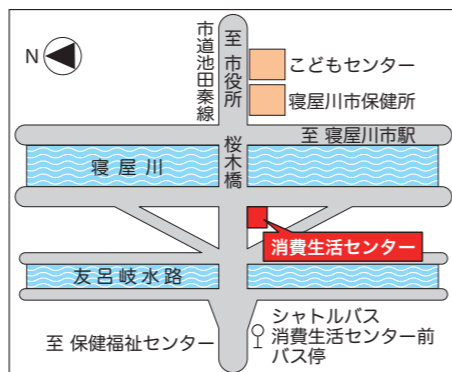 N
市道池田秦線
至 市役所
こどもセンター
寝屋川市保健所
至 寝屋川市駅
桜木橋
寝屋川
消費生活センター
友呂岐水路
シャトルバス
消費生活センター前
バス停
至 保健福祉センター